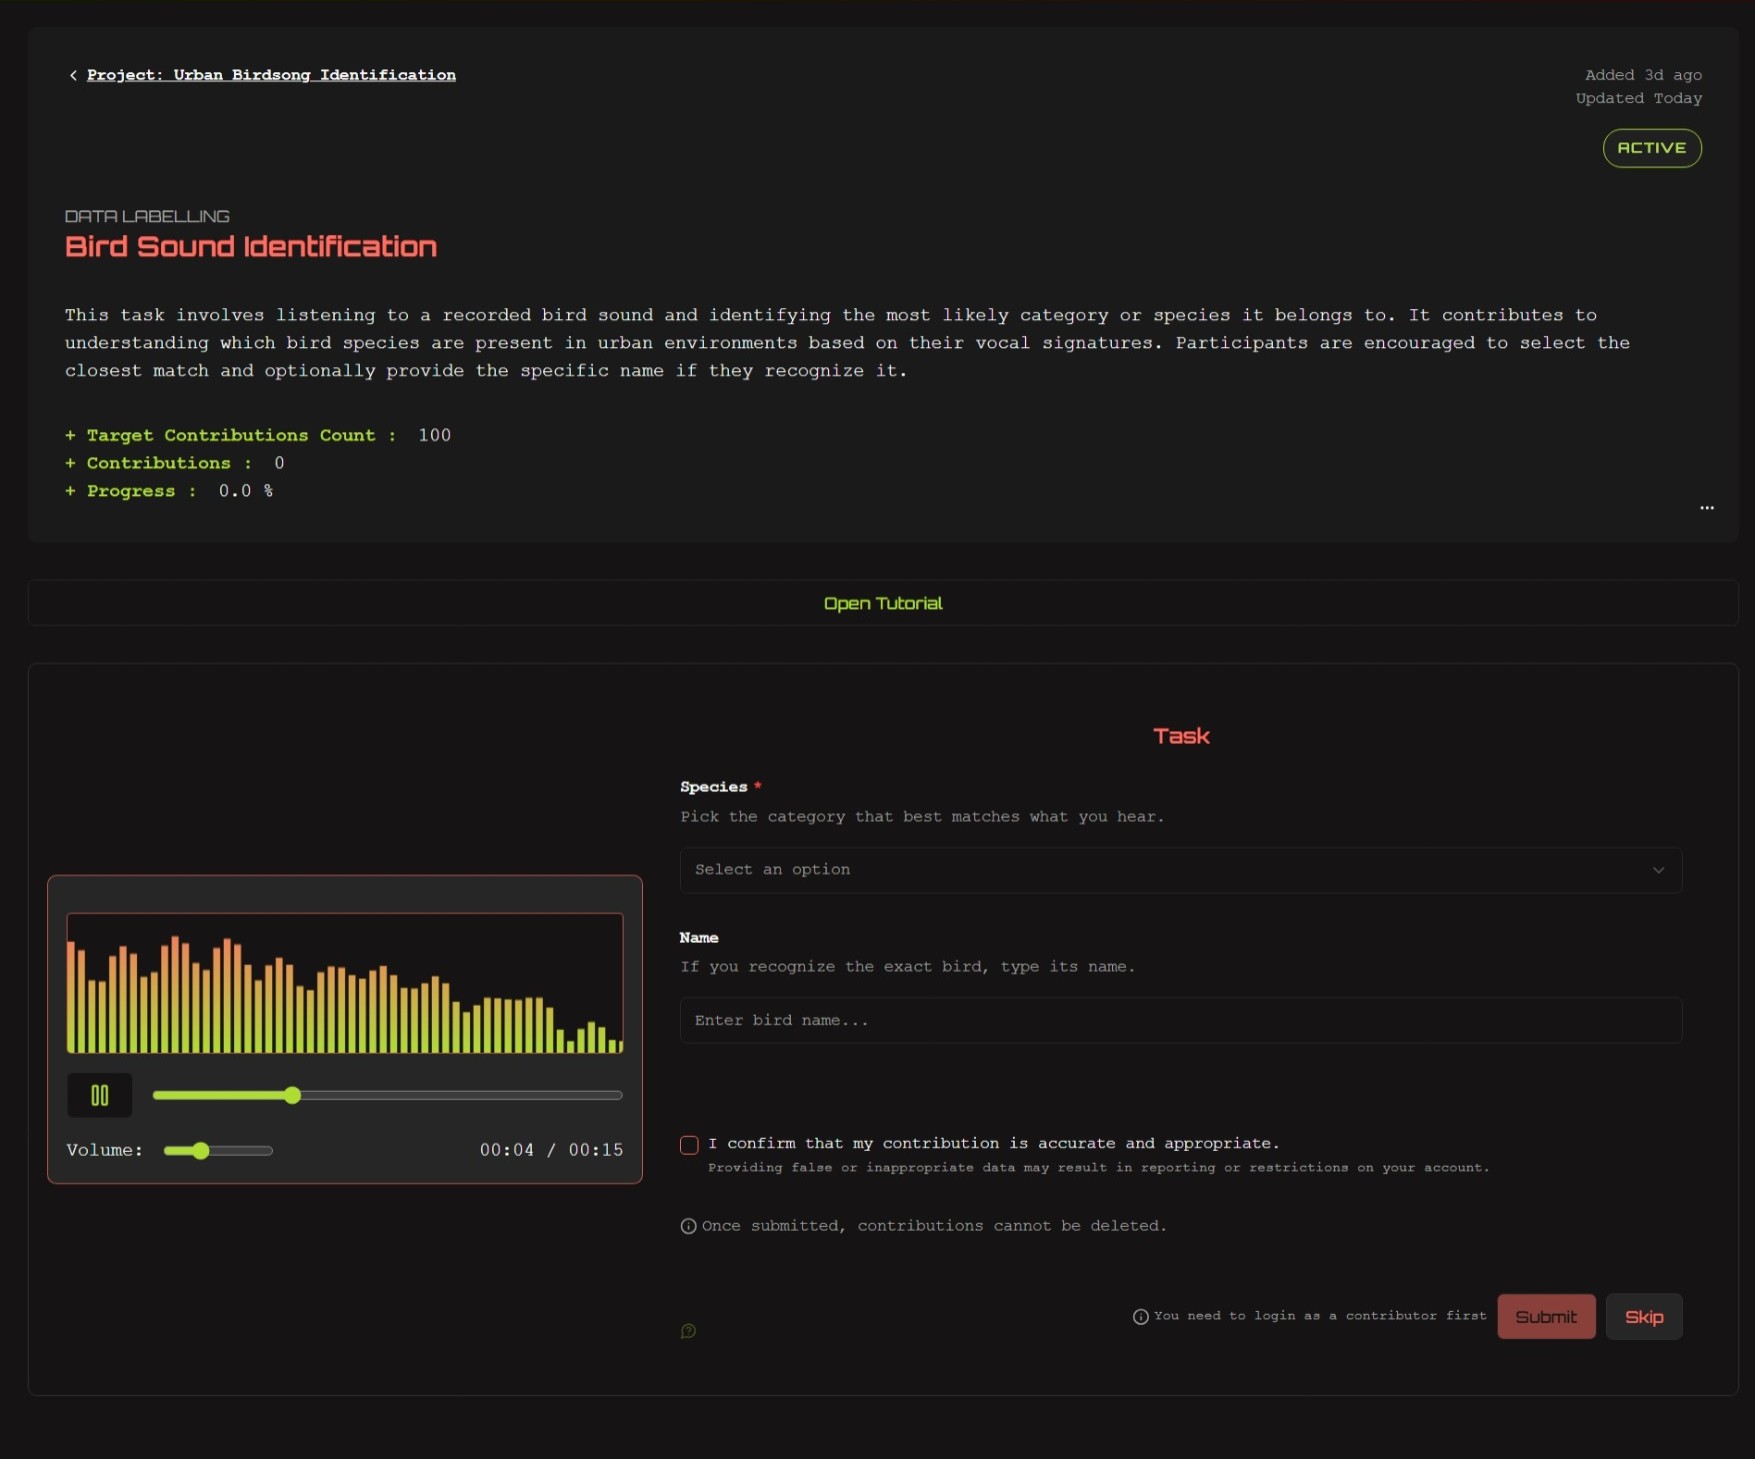 Project: Urban Birdsong Identification
Added 3d ago
Updated Today
ACTIVE
DATA LABELLING
Bird Sound Identification
This task involves listening to a recorded bird sound and identifying the most likely category or species it belongs to. It contributes to
understanding which bird species are present in urban environments based on their vocal signatures. Participants are encouraged to select the
closest match and optionally provide the specific name if they recognize it.
+ Target Contributions Count : 100
+ Contributions : 0
+ Progress : 0.0 %
...
Open Tutorial
Task
Species *
Pick the category that best matches what you hear.
Select an option
Name
If you recognize the exact bird, type its name.
Enter bird name...
Volume:
00:04 / 00:15
I confirm that my contribution is accurate and appropriate.
Providing false or inappropriate data may result in reporting or restrictions on your account.
Once submitted, contributions cannot be deleted.
You need to login as a contributor first
Submit
Skip